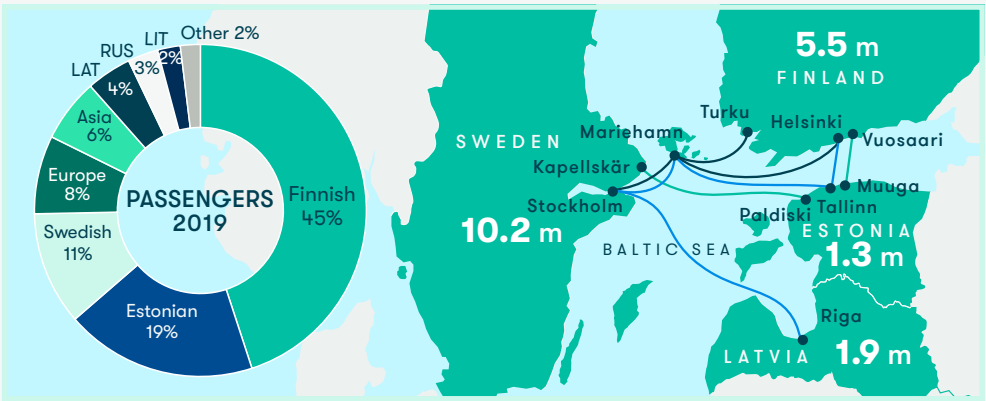 Other 2%
LIT
2%
RUS
3%
LAT
4%
Asia
6%
Europe
8%
Swedish
11%
Estonian
19%
Finnish
45%
PASSENGERS
2019
5.5 m
FINLAND
SWEDEN
10.2 m
Mariehamn
Turku
Helsinki
Vuosaari
Kapellskär
Stockholm
Muuga
Tallinn
Paldiski
ESTONIA
1.3 m
BALTIC SEA
Riga
LATVIA
1.9 m